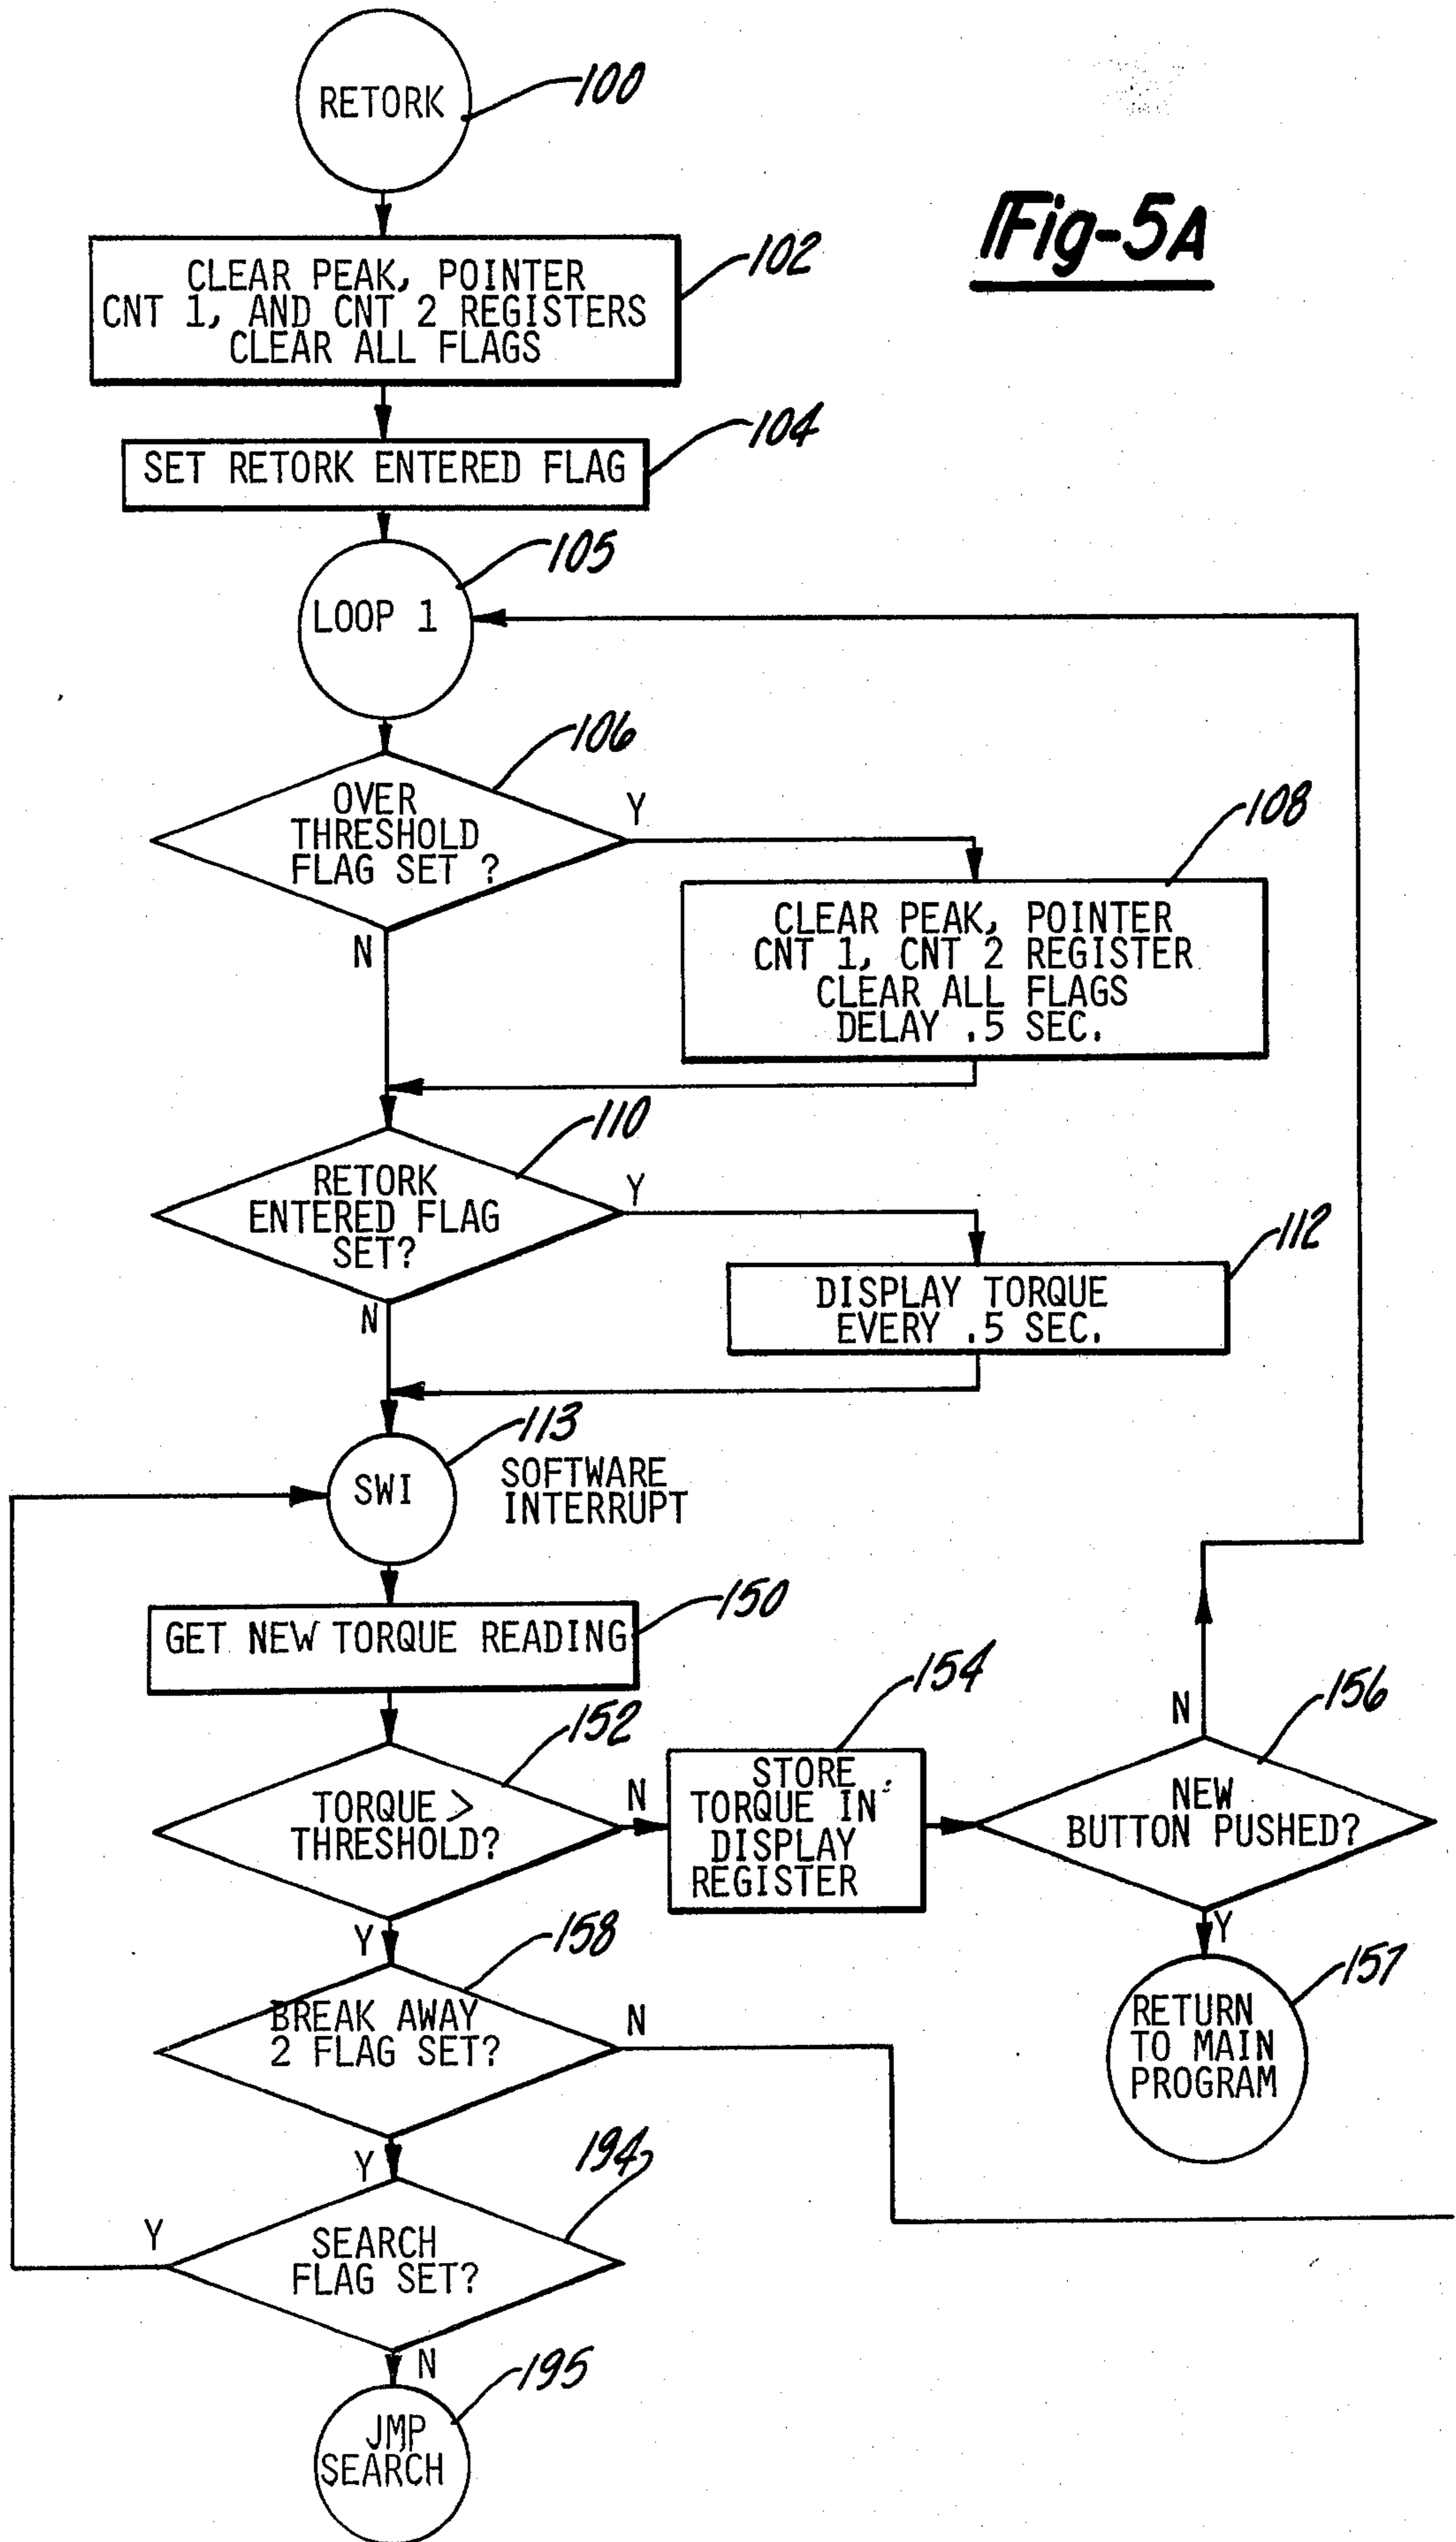 RETORK
100
Fig-5A
CLEAR PEAK, POINTER
CNT 1, AND CNT 2 REGISTERS
CLEAR ALL FLAGS
102
SET RETORK ENTERED FLAG
104
LOOP 1
105
OVER
THRESHOLD
FLAG SET ?
106
Y
N
CLEAR PEAK, POINTER
CNT 1, CNT 2 REGISTER
CLEAR ALL FLAGS
DELAY .5 SEC.
108
RETORK
ENTERED FLAG
SET?
110
Y
N
DISPLAY TORQUE
EVERY .5 SEC.
112
SWI
113
SOFTWARE
INTERRUPT
GET NEW TORQUE READING
150
TORQUE >
THRESHOLD?
152
N
Y
STORE
TORQUE IN
DISPLAY
REGISTER
154
NEW
BUTTON PUSHED?
156
N
Y
RETURN
TO MAIN
PROGRAM
157
BREAK AWAY
2 FLAG SET?
158
N
Y
SEARCH
FLAG SET?
194
Y
N
JMP
SEARCH
195